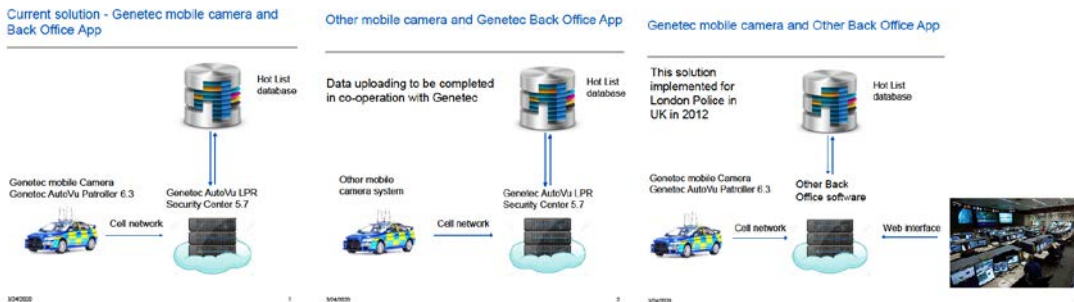 Current solution - Genetec mobile camera and
Back Office App
Hot List
database
Genetec mobile Camera
Genetec AutoVu Patroller 6.3
Genetec AutoVu LPR
Security Center 5.7
Cell network
3/24/2020
1
Other mobile camera and Genetec Back Office App
Data uploading to be completed
in co-operation with Genetec
Hot List
database
Other mobile
camera system
Genetec AutoVu LPR
Security Center 5.7
Cell network
3/24/2020
2
Genetec mobile camera and Other Back Office App
This solution
implemented for
London Police in
UK in 2012
Hot List
database
Genetec mobile camera
Genetec AutoVu Patroller 6.3
Other Back
Office software
Cell network
Web interface
3/24/2020